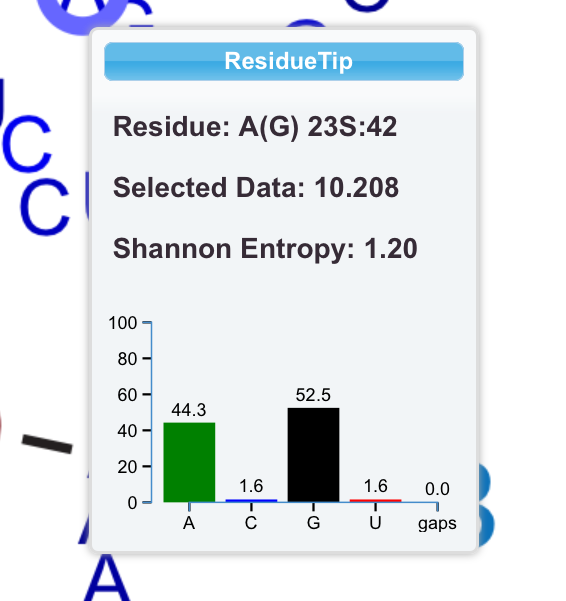 C
C
C
U
ResidueTip
Residue: A(G) 23S:42
Selected Data: 10.208
Shannon Entropy: 1.20
100
80
60
40
20
0
44.3
1.6
52.5
1.6
0.0
A
C
G
U
gaps
A